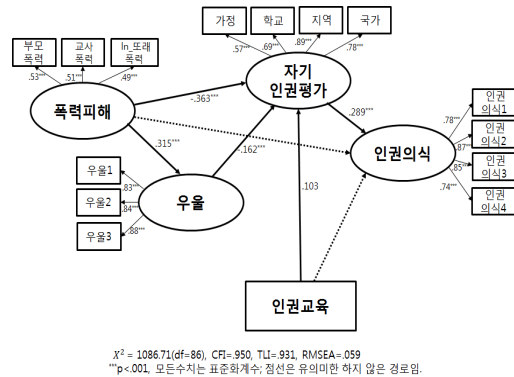 가정 학교 지역 국가
.57*** .69*** .89*** .78***
부모 폭력 교사 폭력 ln_또래 폭력
.53*** .51*** .49***
자기 인권평가
폭력피해
-.363***
.289***
.315***
-.162***
인권의식
.78*** 인권 의식1
.87*** 인권 의식2
.85*** 인권 의식3
.74*** 인권 의식4
우울1 .83***
우울2 .84***
우울3 .88***
우울
.103
인권교육
X² = 1086.71(df=86), CFI=.950, TLI=.931, RMSEA=.059
***p<.001, 모든수치는 표준화계수; 점선은 유의미한 하지 않은 경로임.